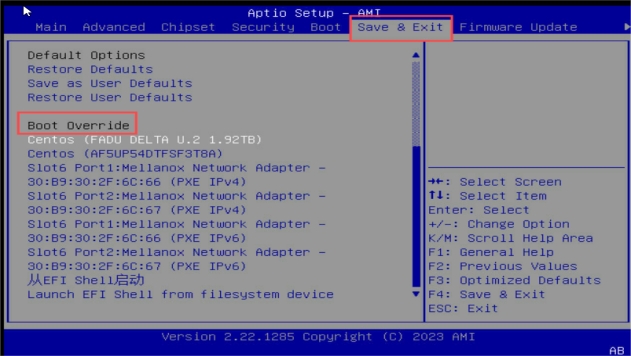 Aptio Setup – AMI
Main Advanced Chipset Security Boot Save & Exit Firmware Update
Default Options
Restore Defaults
Save as User Defaults
Restore User Defaults
Boot Override
Centos (FADU DELTA U.2 1.92TB)
Centos (AF5UP54DTFSF3T8A)
Slot6 Port1:Mellanox Network Adapter –
30:B9:30:2F:6C:66 (PXE IPv4)
Slot6 Port2:Mellanox Network Adapter –
30:B9:30:2F:6C:67 (PXE IPv4)
Slot6 Port1:Mellanox Network Adapter –
30:B9:30:2F:6C:66 (PXE IPv6)
Slot6 Port2:Mellanox Network Adapter –
30:B9:30:2F:6C:67 (PXE IPv6)
从EFI Shell启动
Launch EFI Shell from filesystem device
→←: Select Screen
↑↓: Select Item
Enter: Select
+/–: Change Option
K/M: Scroll Help Area
F1: General Help
F2: Previous Values
F3: Optimized Defaults
F4: Save & Exit
ESC: Exit
Version 2.22.1285 Copyright (C) 2023 AMI
AB